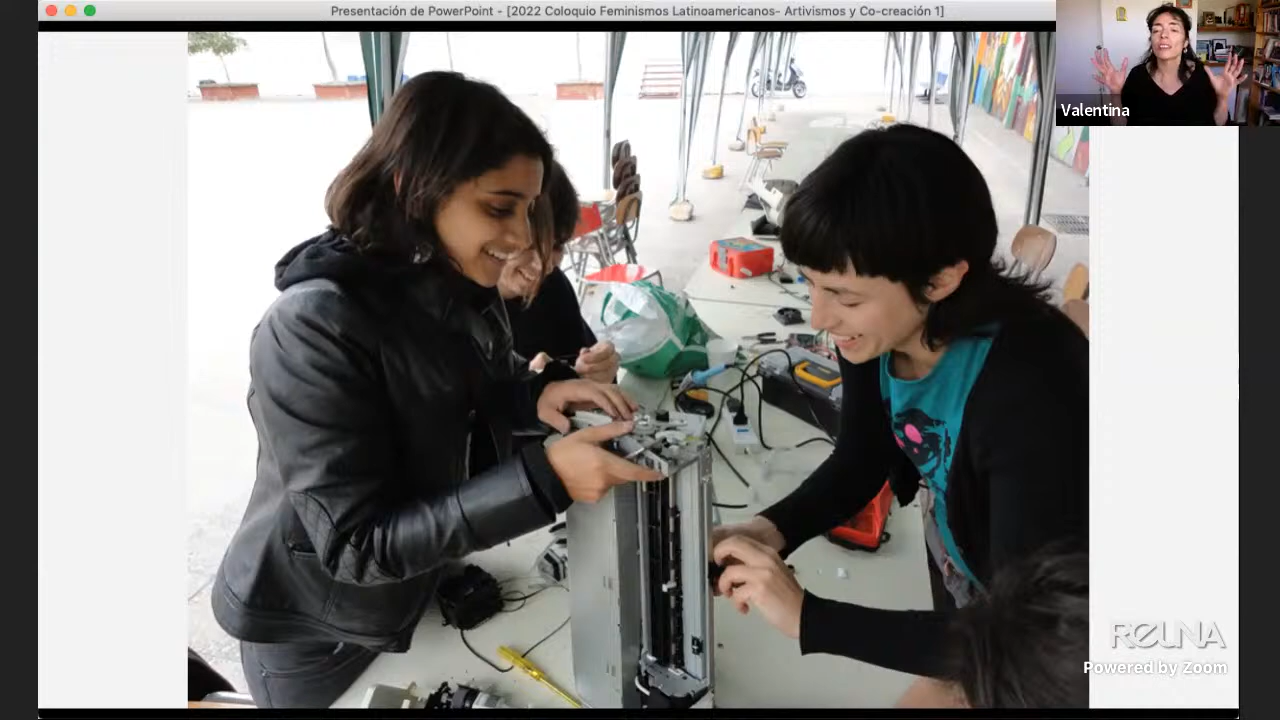 Presentación de PowerPoint - [2022 Coloquio Feminismos Latinoamericanos- Artivismos y Co-creación 1]
Valentina
REUNA
Powered by Zoom